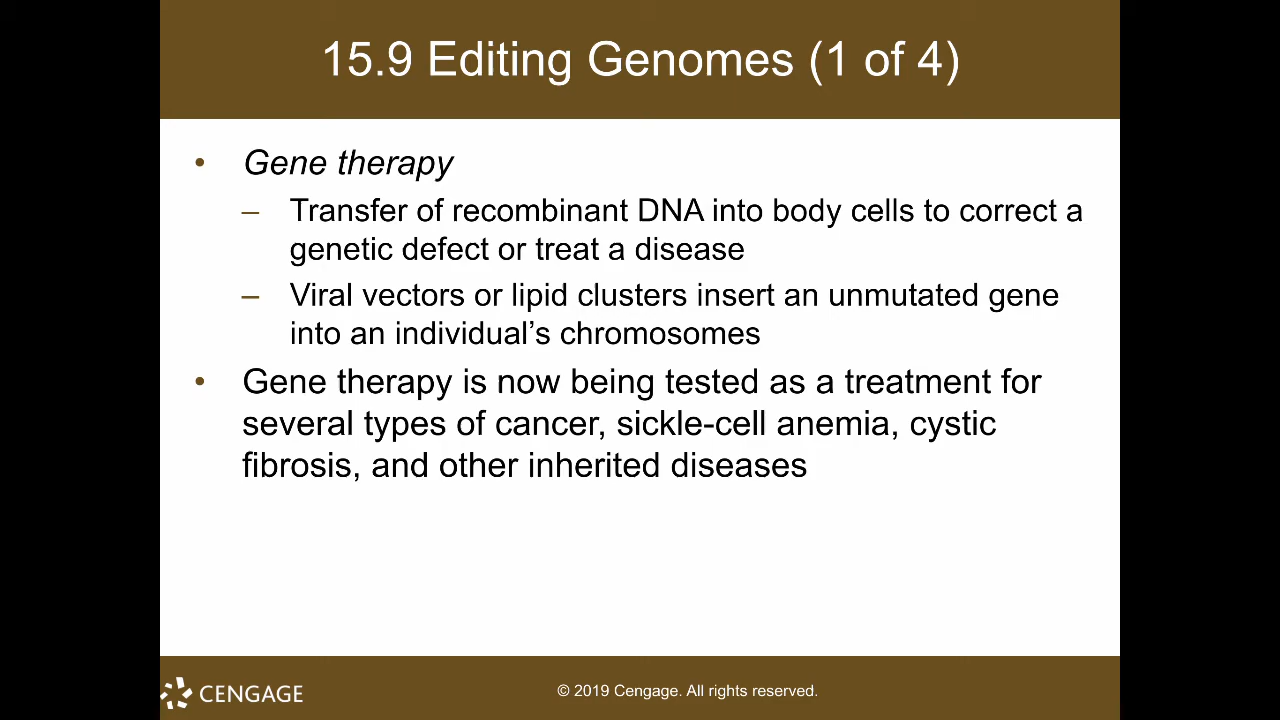 15.9 Editing Genomes (1 of 4)
• Gene therapy
– Transfer of recombinant DNA into body cells to correct a
genetic defect or treat a disease
– Viral vectors or lipid clusters insert an unmutated gene
into an individual’s chromosomes
• Gene therapy is now being tested as a treatment for
several types of cancer, sickle-cell anemia, cystic
fibrosis, and other inherited diseases
CENGAGE
© 2019 Cengage. All rights reserved.